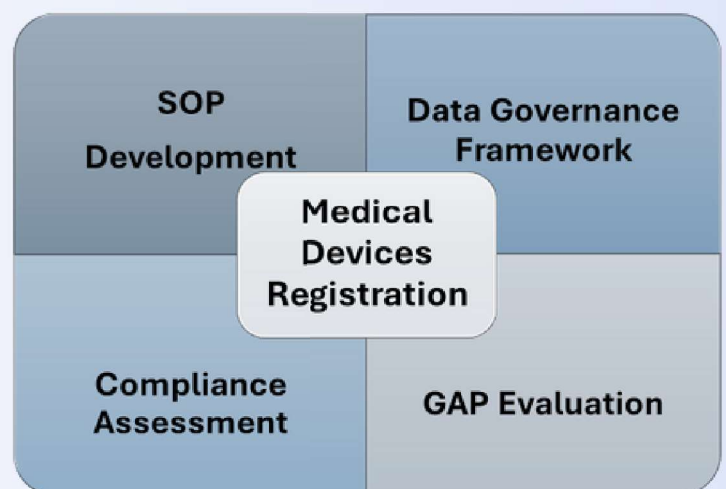 SOP
Development
Data Governance
Framework
Medical
Devices
Registration
Compliance
Assessment
GAP Evaluation